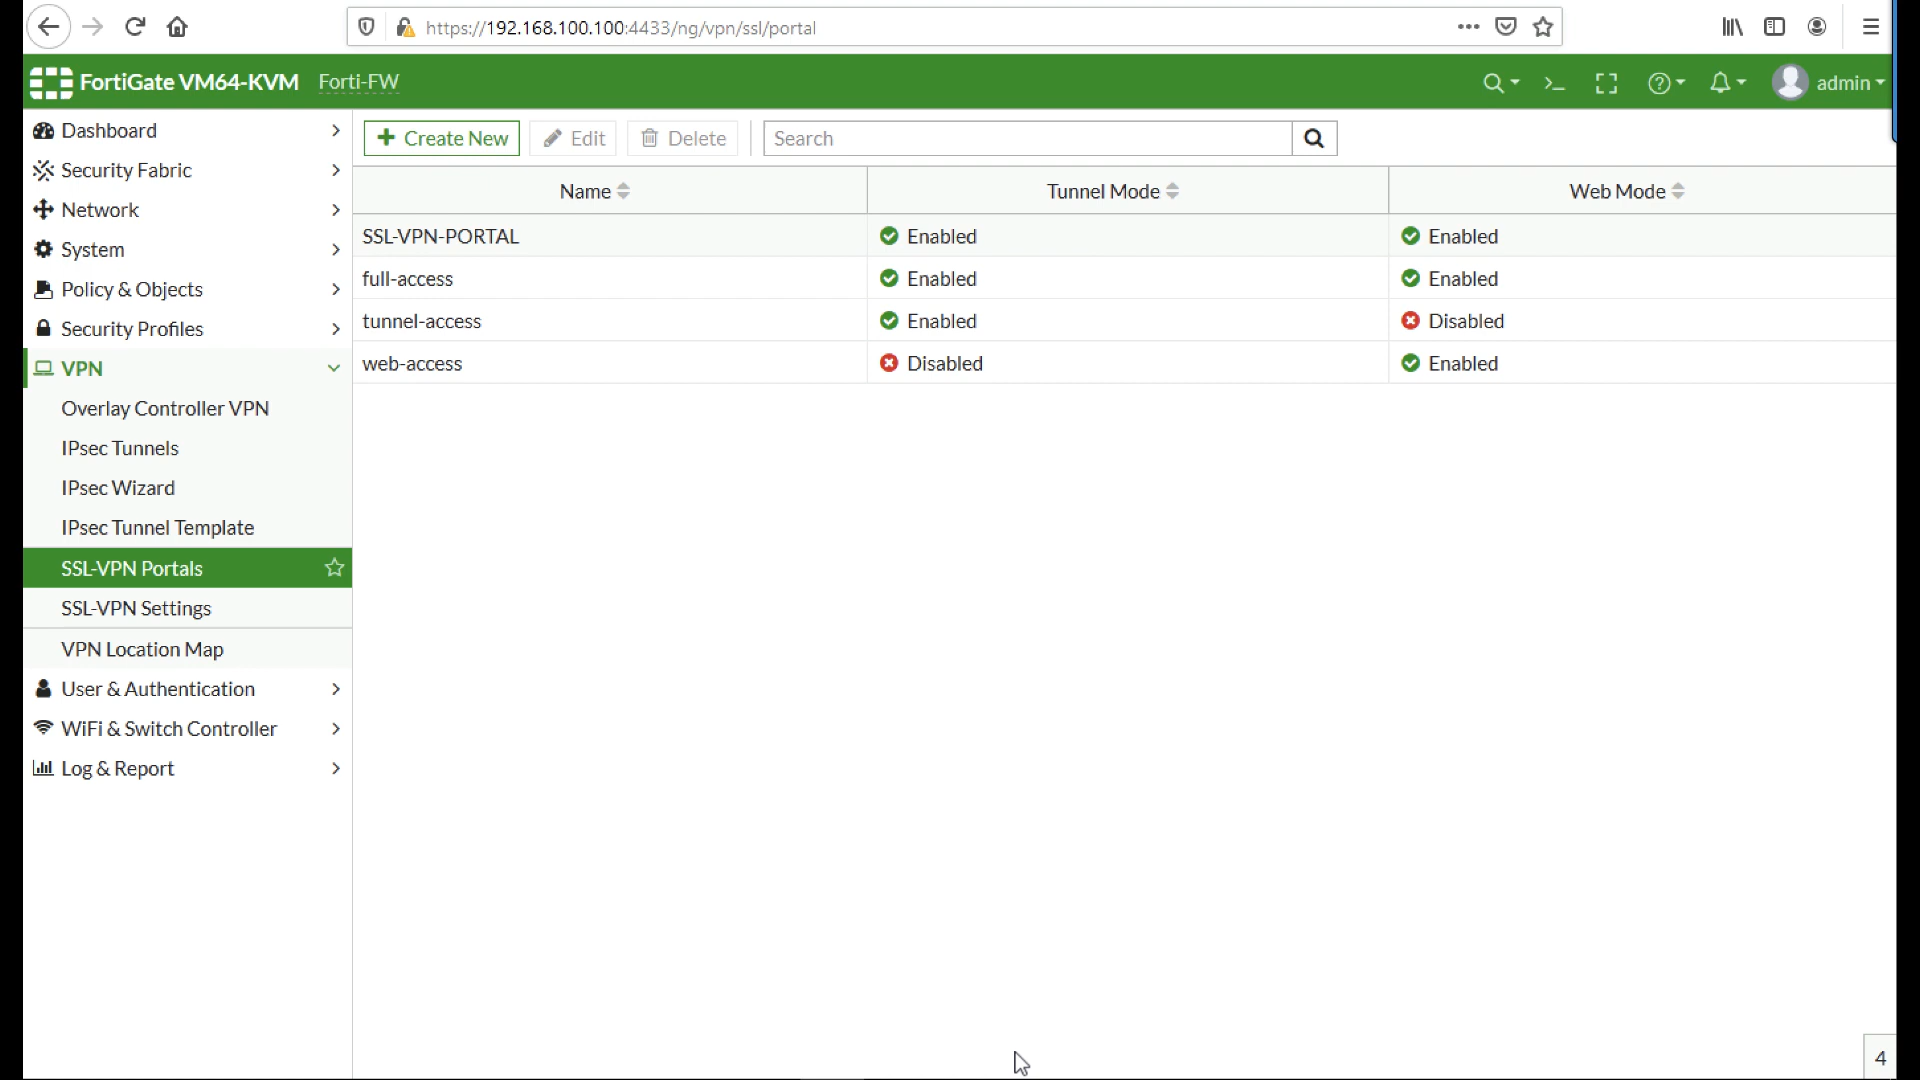 https://192.168.100.100:4433/ng/vpn/ssl/portal
FortiGate VM64-KVM Forti-FW
>_ admin
Dashboard
Security Fabric
Network
System
Policy & Objects
Security Profiles
VPN
Overlay Controller VPN
IPsec Tunnels
IPsec Wizard
IPsec Tunnel Template
SSL-VPN Portals
SSL-VPN Settings
VPN Location Map
User & Authentication
WiFi & Switch Controller
Log & Report
+ Create New Edit Delete Search
Name Tunnel Mode Web Mode
SSL-VPN-PORTAL Enabled Enabled
full-access Enabled Enabled
tunnel-access Enabled Disabled
web-access Disabled Enabled
4